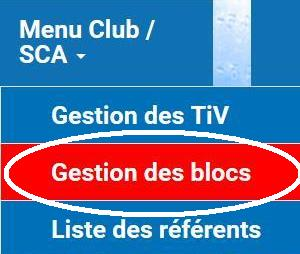 Menu Club /
SCA
Gestion des TiV
Gestion des blocs
Liste des référents